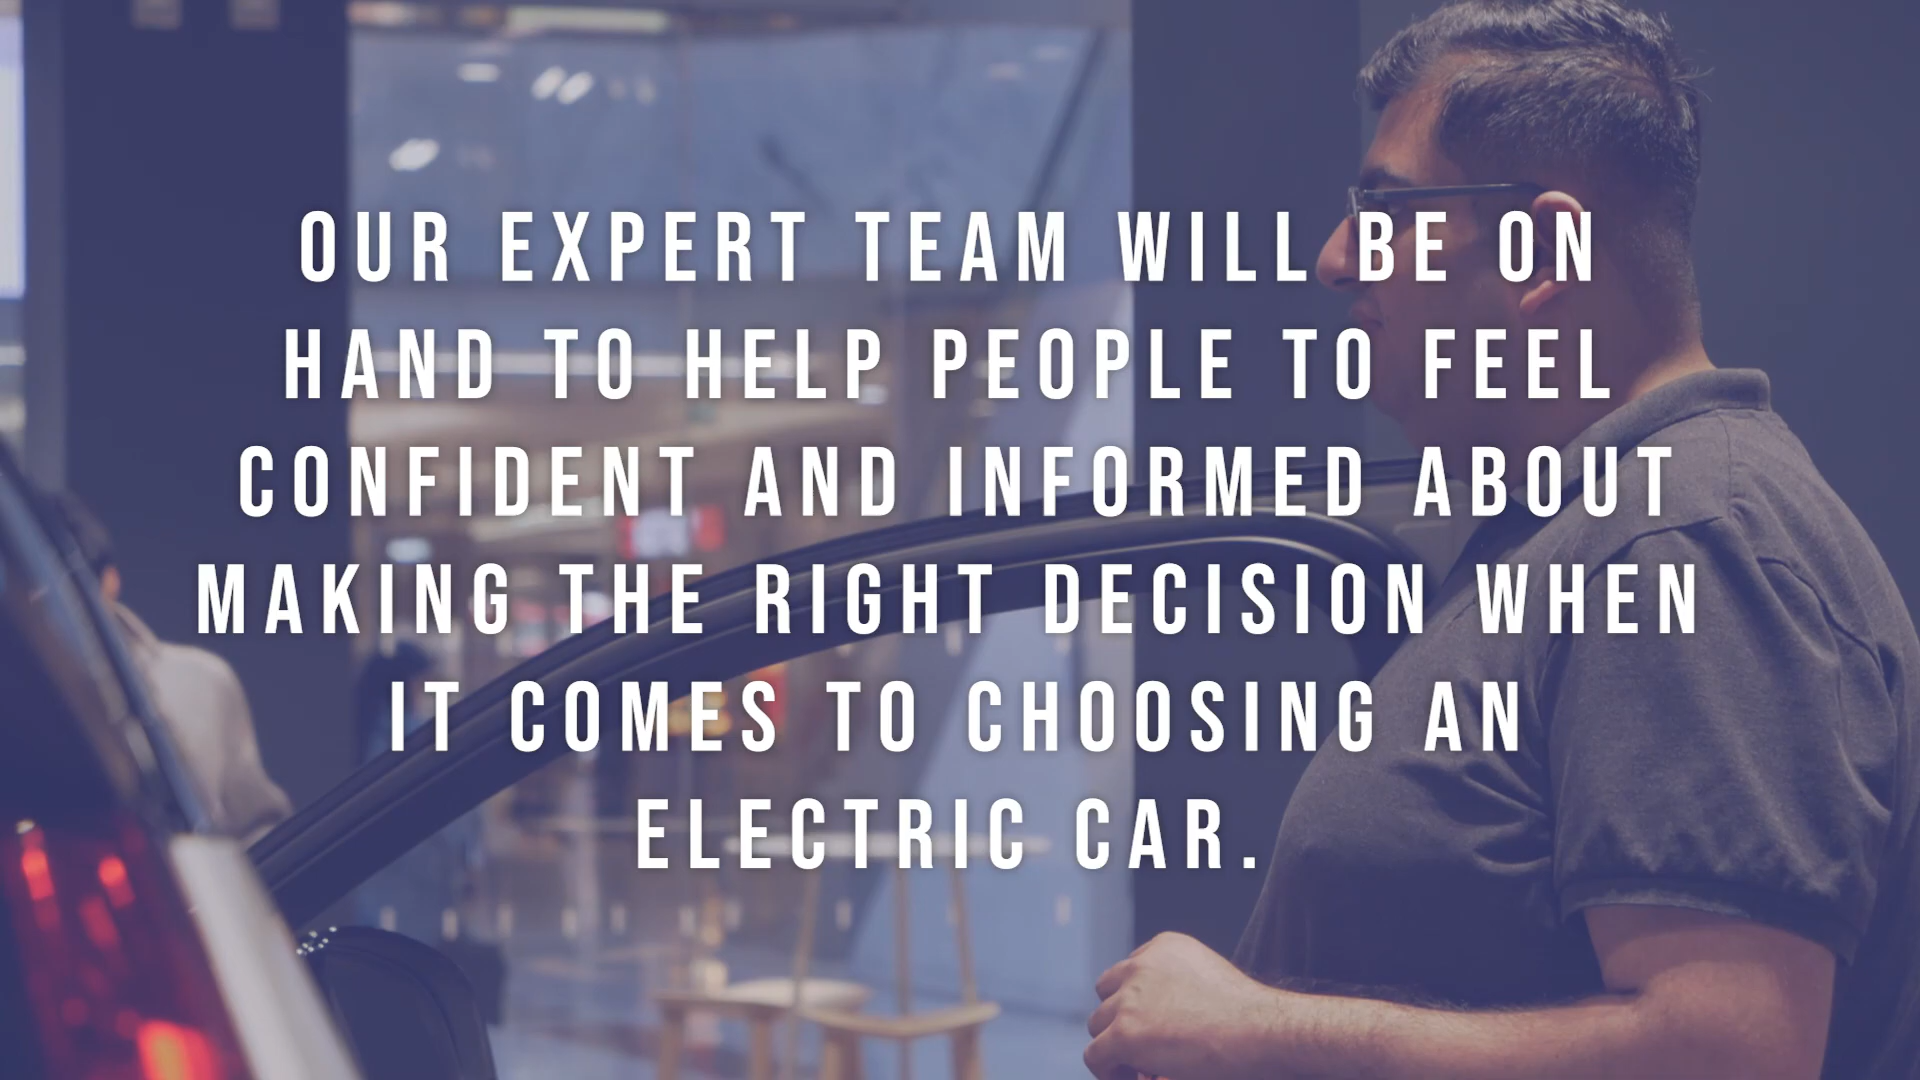 OUR EXPERT TEAM WILL BE ON
HAND TO HELP PEOPLE TO FEEL
CONFIDENT AND INFORMED ABOUT
MAKING THE RIGHT DECISION WHEN
IT COMES TO CHOOSING AN
ELECTRIC CAR.